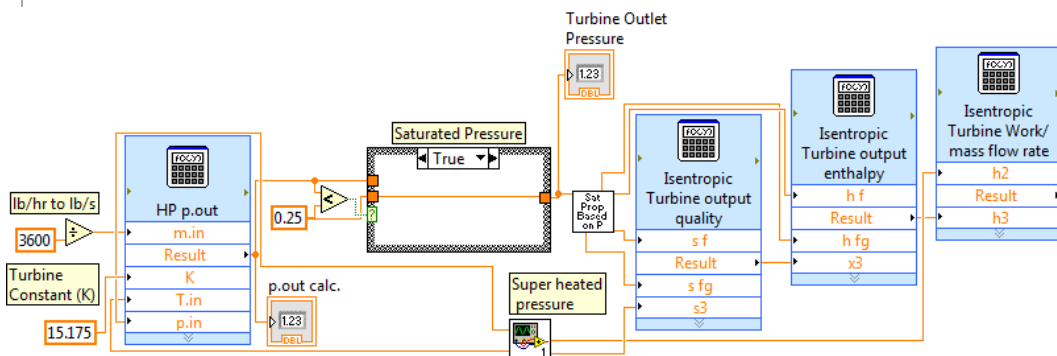 Turbine Outlet
Pressure
1.23
DBL
lb/hr to lb/s
3600
÷
Turbine
Constant (K)
15.175
f(x,y)
HP p.out
m.in
Result
K
T.in
p.in
p.out calc.
1.23
DBL
0.25
<
Saturated Pressure
True
?
Sat
Prop
Based
on P
Super heated
pressure
1
f(x,y)
Isentropic
Turbine output
quality
s f
Result
s fg
s3
f(x,y)
Isentropic
Turbine output
enthalpy
h f
Result
h fg
x3
f(x,y)
Isentropic
Turbine Work/
mass flow rate
h2
Result
h3